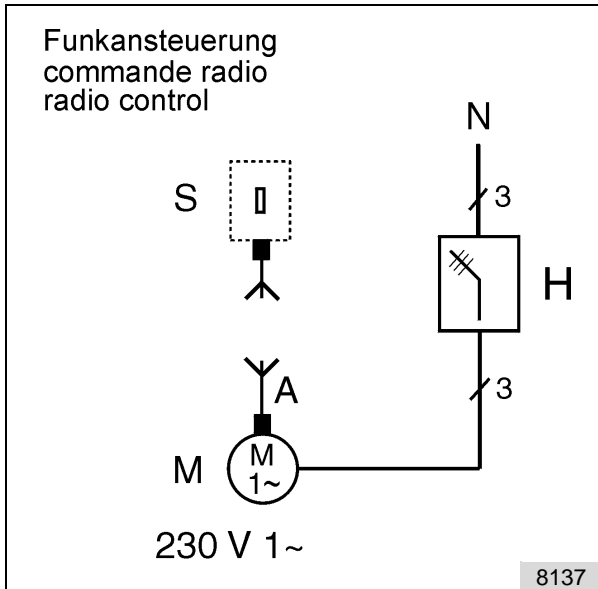 Funkansteuerung
commande radio
radio control
N
S
3
H
A
3
M
M
1~
230 V 1~
8137